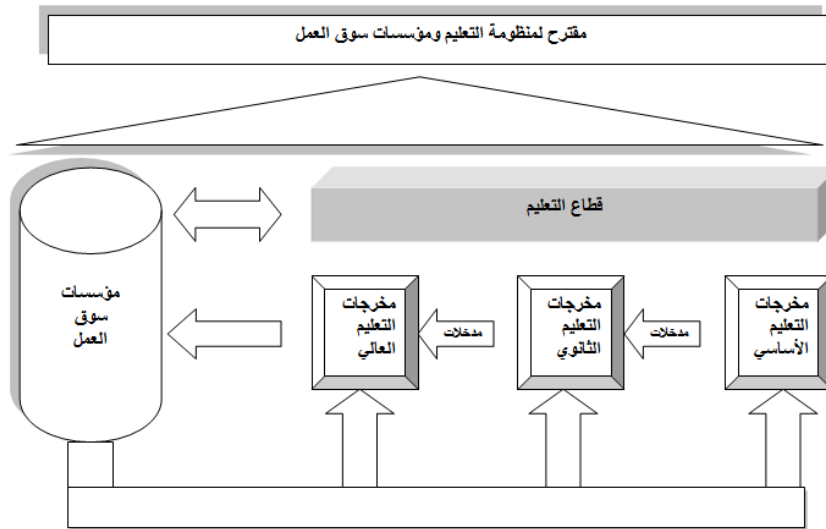 مقترح لمنظومة التعليم ومؤسسات سوق العمل
قطاع التعليم
مخرجات
التعليم
الأساسي
مدخلات
مخرجات
التعليم
الثانوي
مدخلات
مخرجات
التعليم
العالي
مؤسسات
سوق
العمل